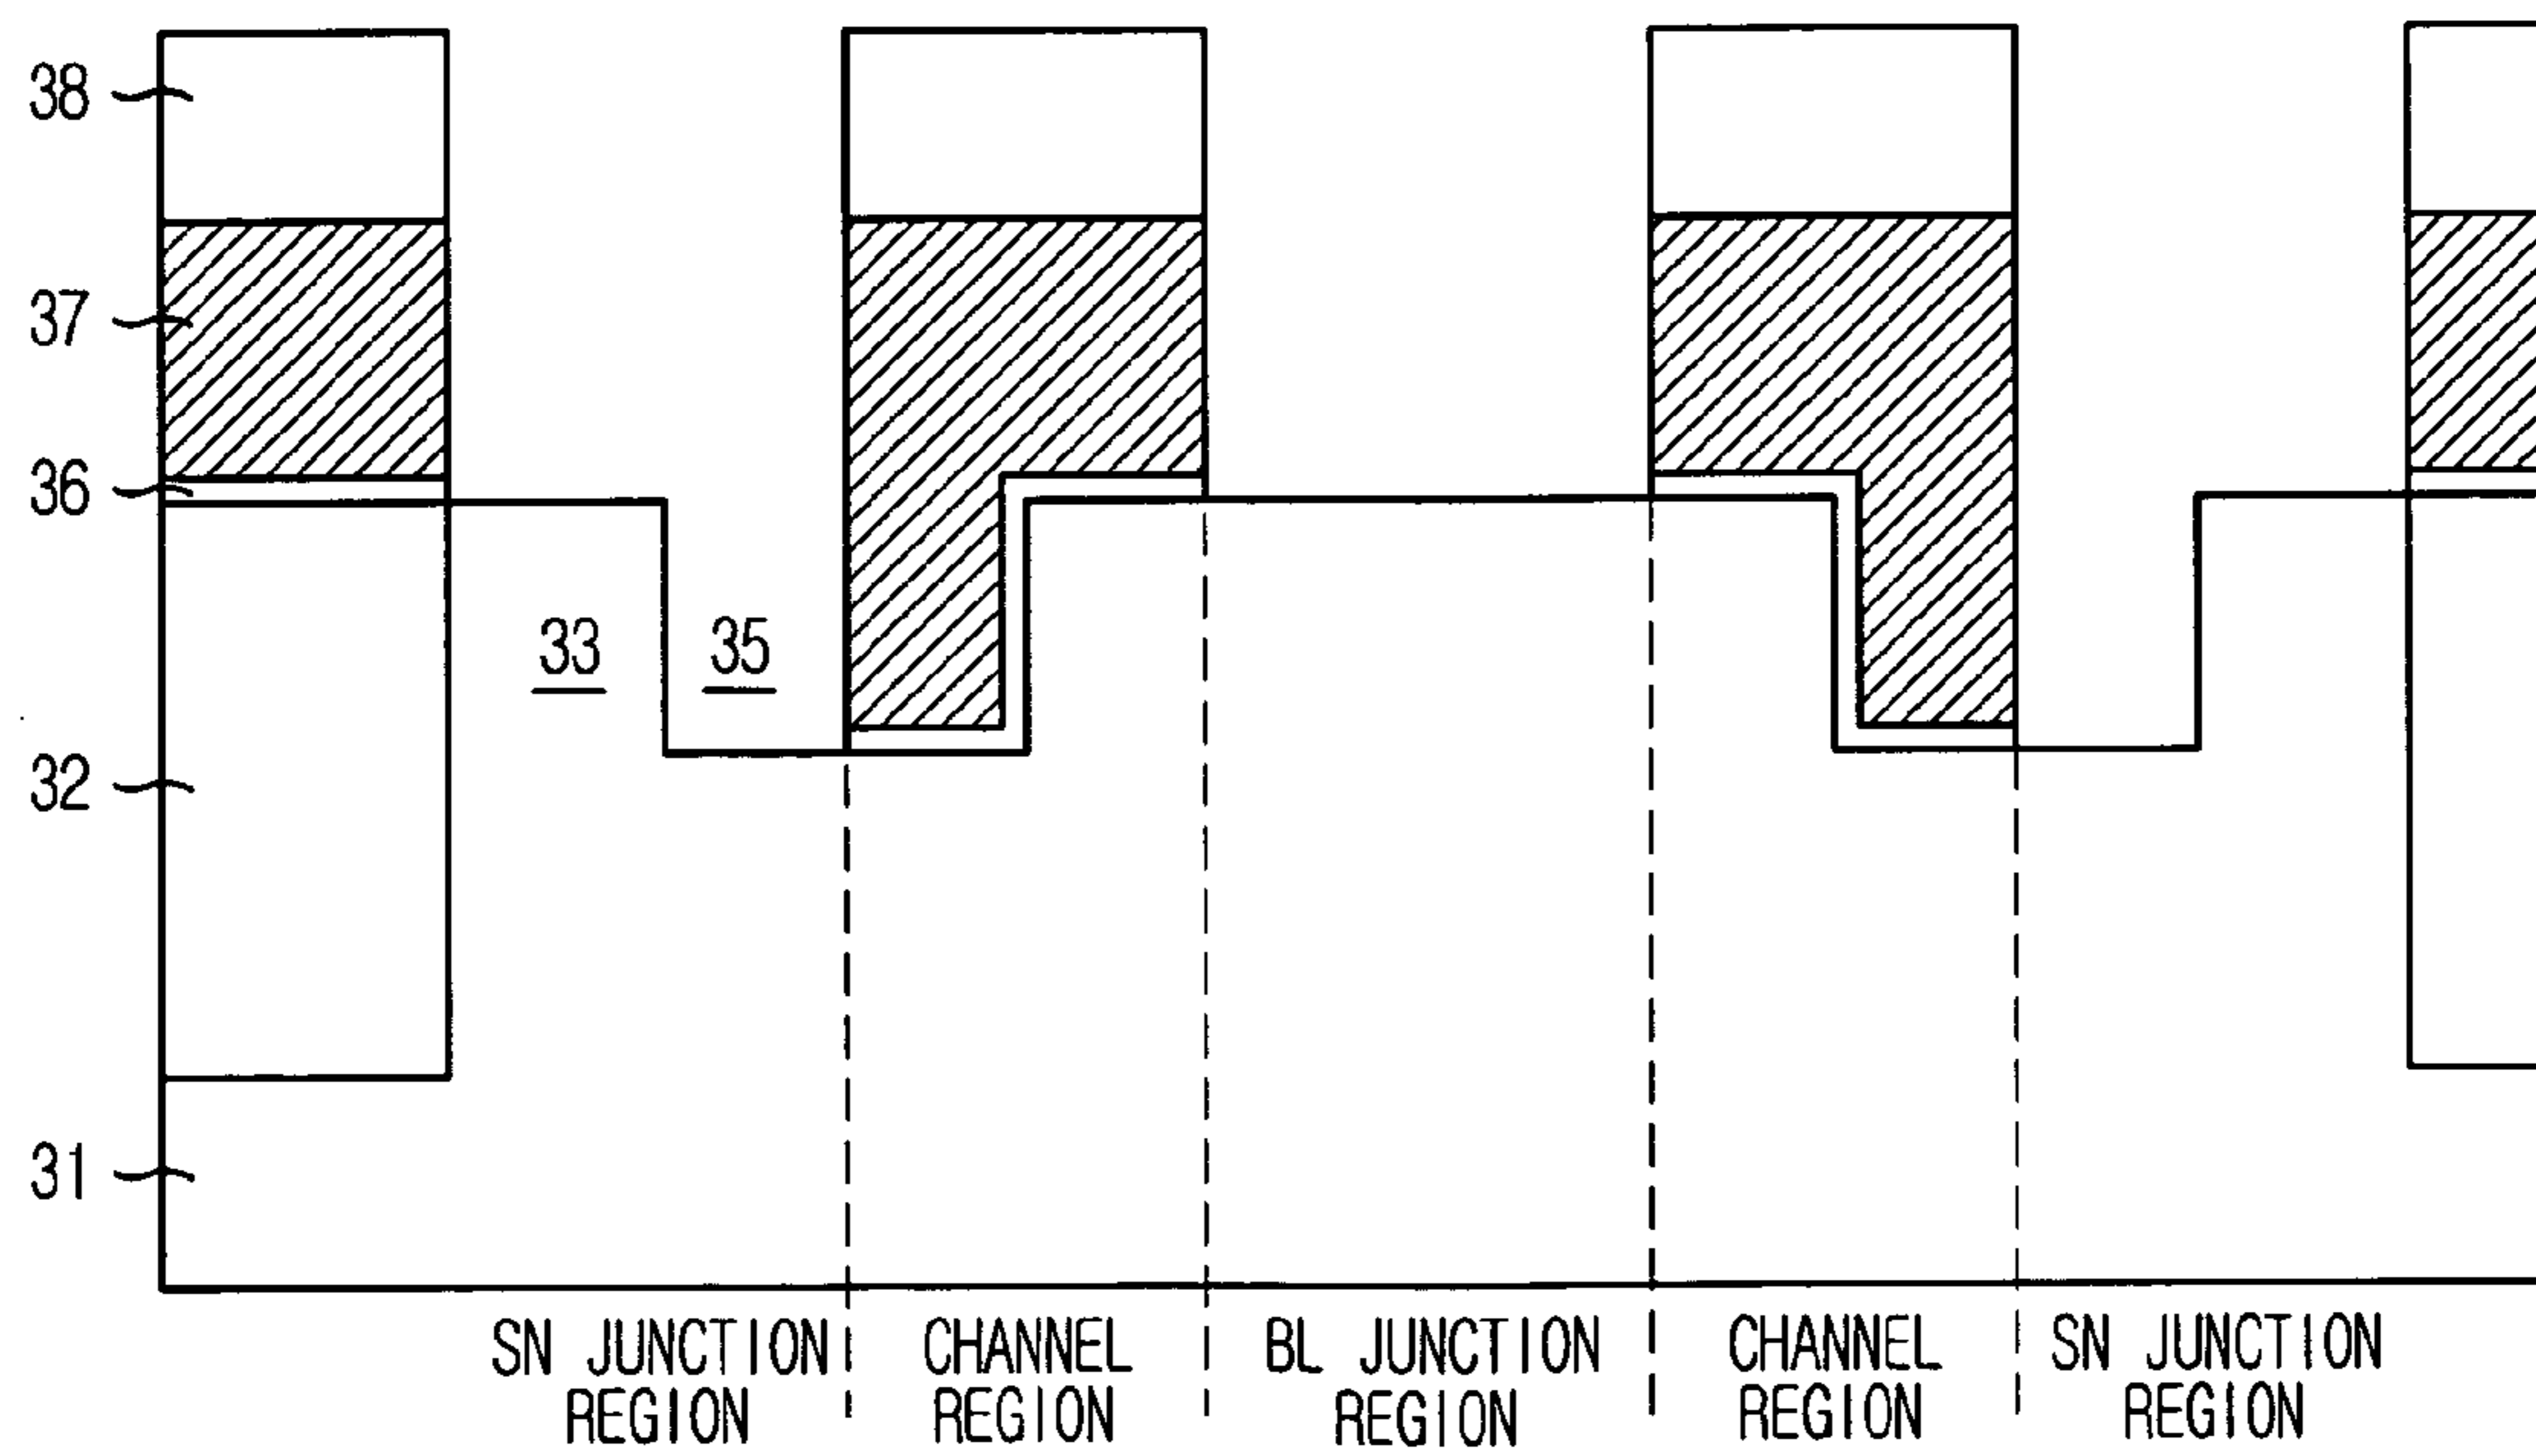 38
37
36
33
35
32
31
SN JUNCTION REGION
CHANNEL REGION
BL JUNCTION REGION
CHANNEL REGION
SN JUNCTION REGION